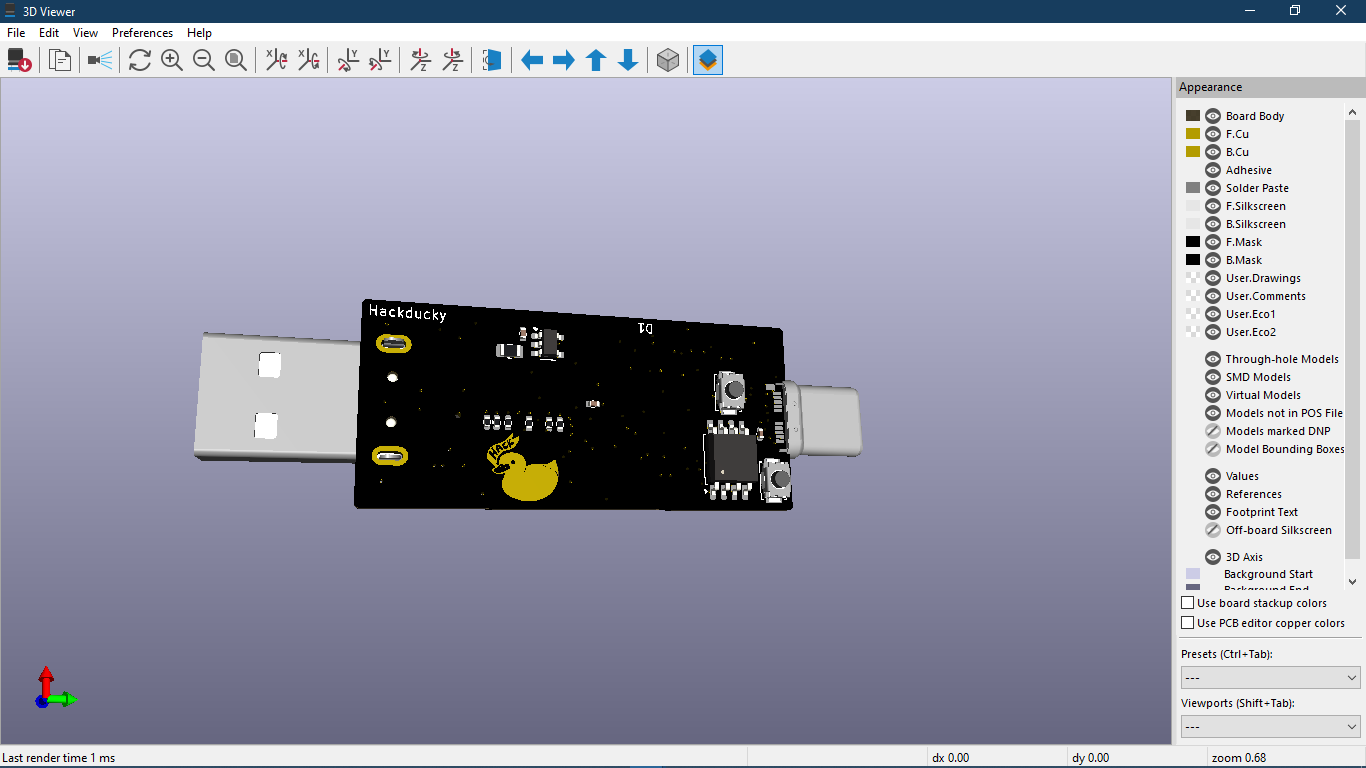 3D Viewer
File Edit View Preferences Help
Appearance
Board Body
F.Cu
B.Cu
Adhesive
Solder Paste
F.Silkscreen
B.Silkscreen
F.Mask
B.Mask
User.Drawings
User.Comments
User.Eco1
User.Eco2
Through-hole Models
SMD Models
Virtual Models
Models not in POS File
Models marked DNP
Model Bounding Boxes
Values
References
Footprint Text
Off-board Silkscreen
3D Axis
Background Start
Background End
Use board stackup colors
Use PCB editor copper colors
Presets (Ctrl+Tab):
---
Viewports (Shift+Tab):
---
Hackducky
D1
HACK
Last render time 1 ms
dx 0.00
dy 0.00
zoom 0.68